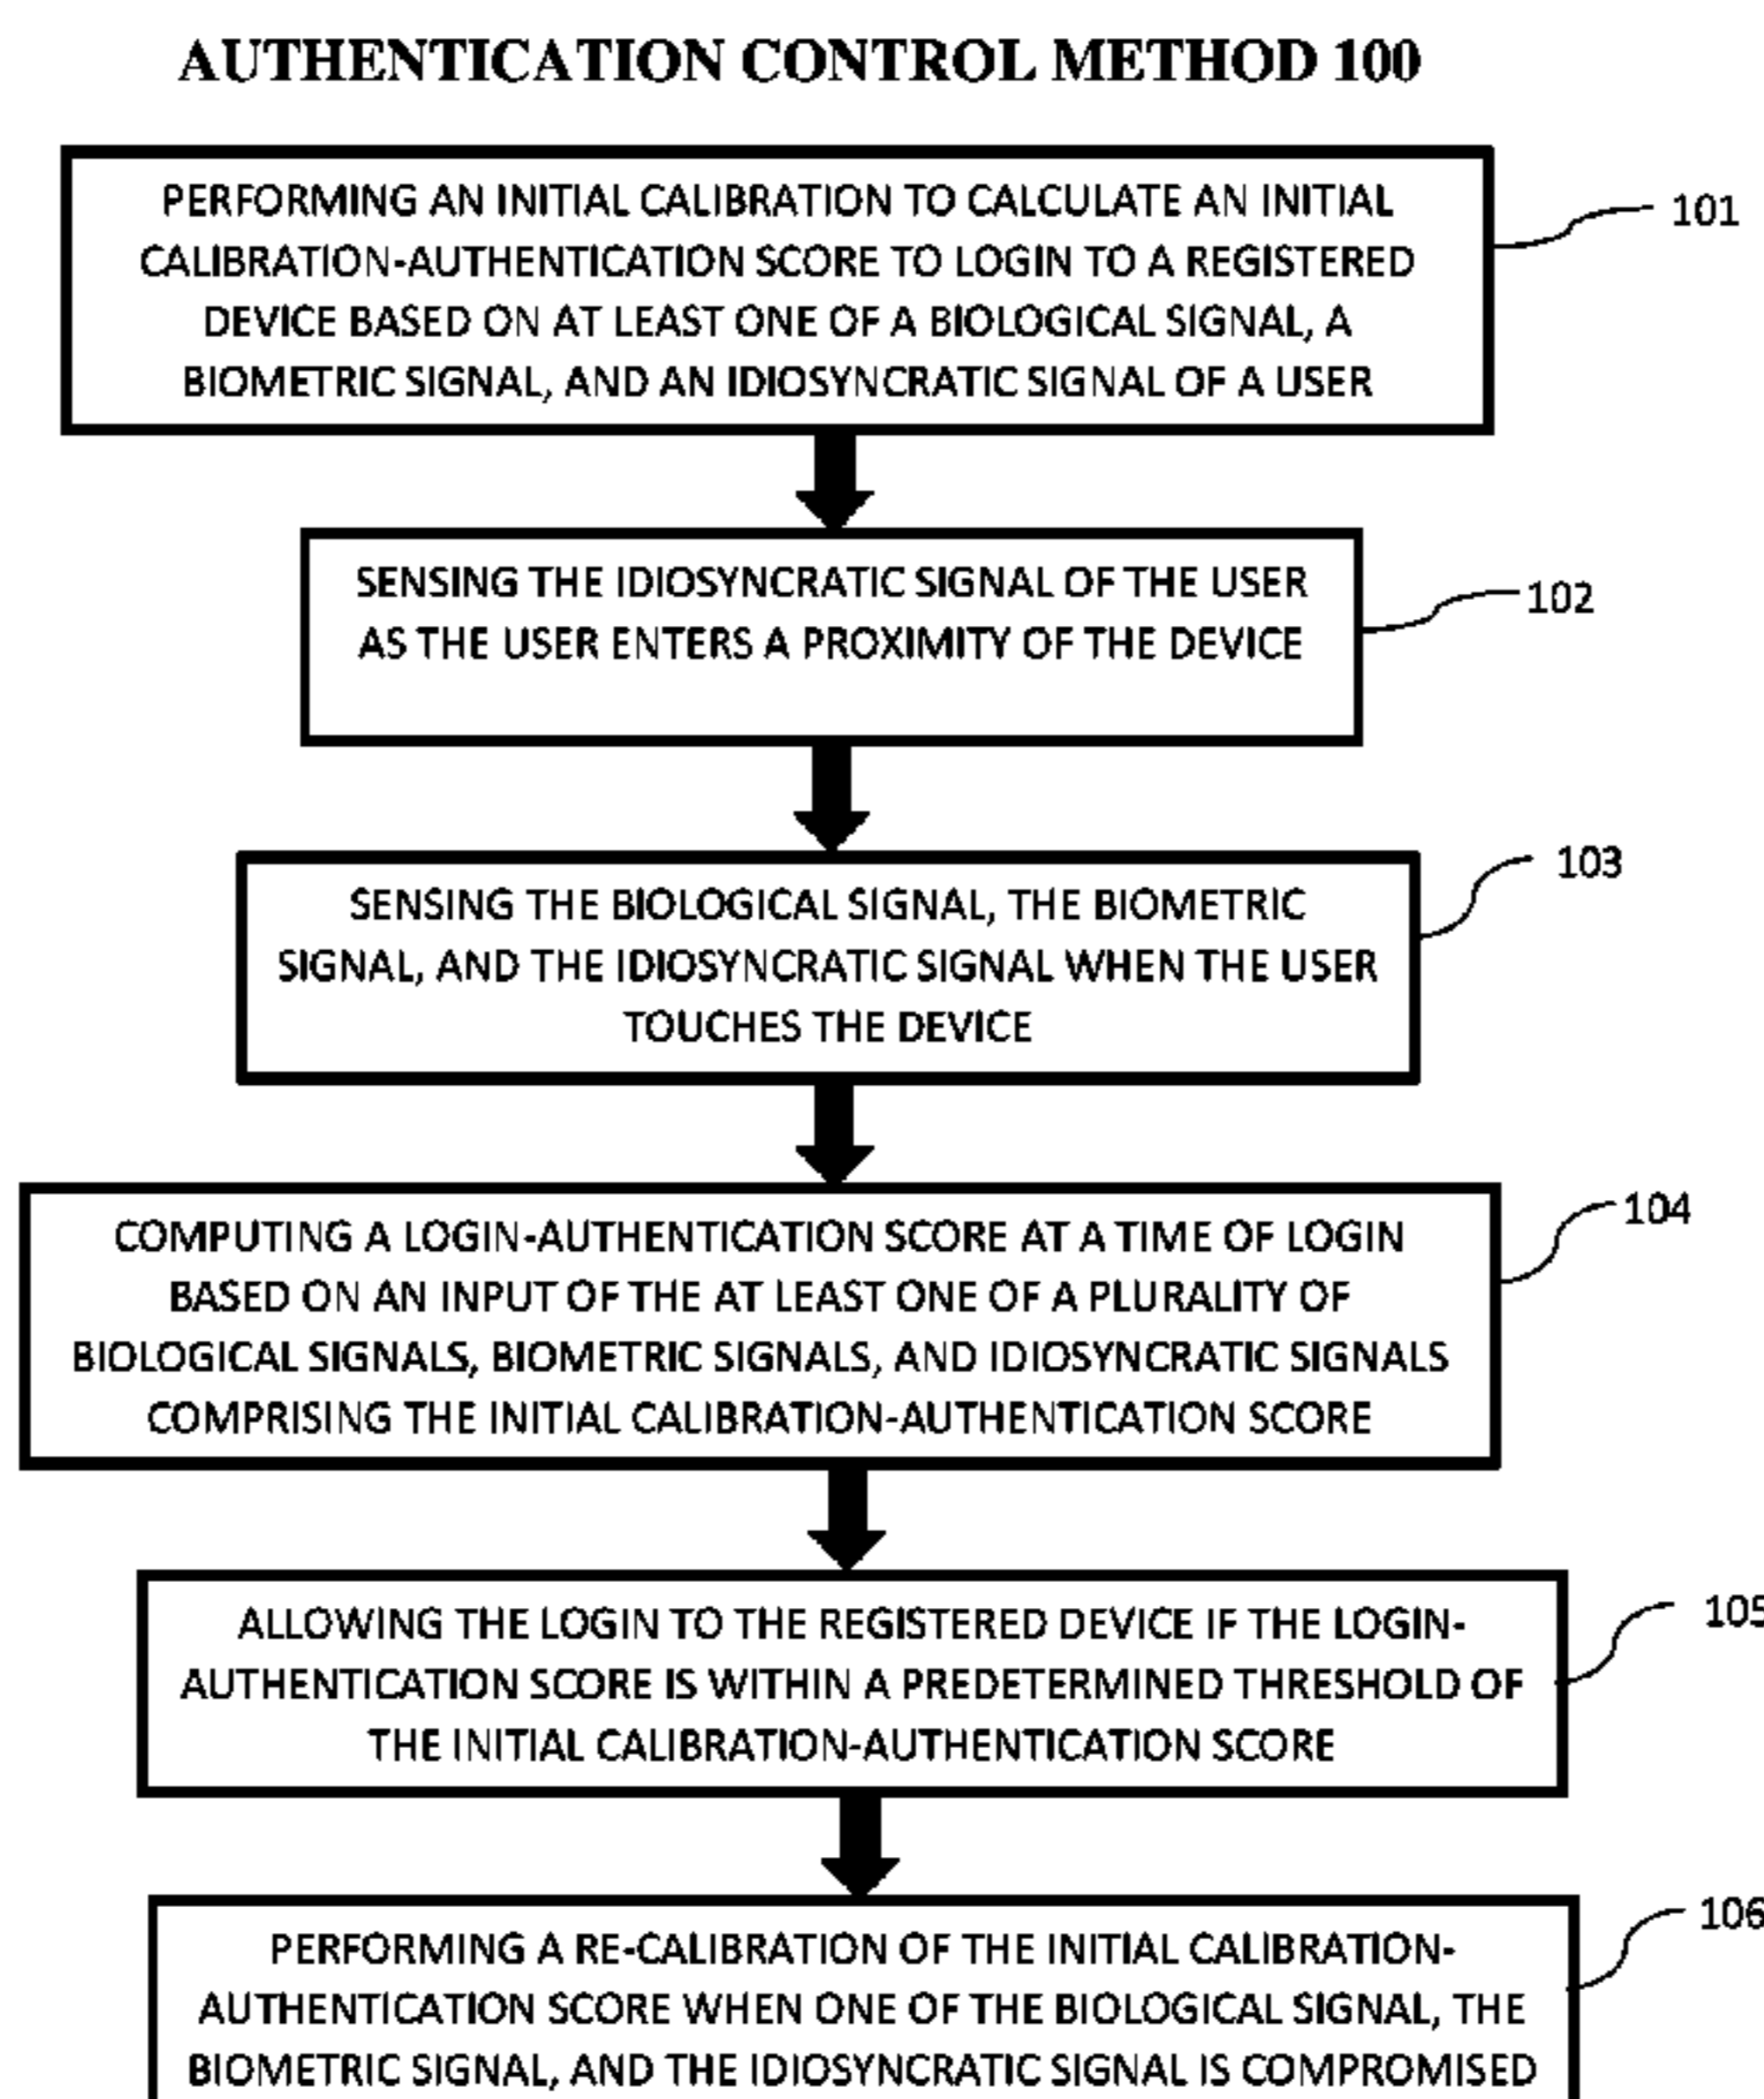 AUTHENTICATION CONTROL METHOD 100
PERFORMING AN INITIAL CALIBRATION TO CALCULATE AN INITIAL
CALIBRATION-AUTHENTICATION SCORE TO LOGIN TO A REGISTERED
DEVICE BASED ON AT LEAST ONE OF A BIOLOGICAL SIGNAL, A
BIOMETRIC SIGNAL, AND AN IDIOSYNCRATIC SIGNAL OF A USER
101
SENSING THE IDIOSYNCRATIC SIGNAL OF THE USER
AS THE USER ENTERS A PROXIMITY OF THE DEVICE
102
SENSING THE BIOLOGICAL SIGNAL, THE BIOMETRIC
SIGNAL, AND THE IDIOSYNCRATIC SIGNAL WHEN THE USER
TOUCHES THE DEVICE
103
COMPUTING A LOGIN-AUTHENTICATION SCORE AT A TIME OF LOGIN
BASED ON AN INPUT OF THE AT LEAST ONE OF A PLURALITY OF
BIOLOGICAL SIGNALS, BIOMETRIC SIGNALS, AND IDIOSYNCRATIC SIGNALS
COMPRISING THE INITIAL CALIBRATION-AUTHENTICATION SCORE
104
ALLOWING THE LOGIN TO THE REGISTERED DEVICE IF THE LOGIN-
AUTHENTICATION SCORE IS WITHIN A PREDETERMINED THRESHOLD OF
THE INITIAL CALIBRATION-AUTHENTICATION SCORE
105
PERFORMING A RE-CALIBRATION OF THE INITIAL CALIBRATION-
AUTHENTICATION SCORE WHEN ONE OF THE BIOLOGICAL SIGNAL, THE
BIOMETRIC SIGNAL, AND THE IDIOSYNCRATIC SIGNAL IS COMPROMISED
106